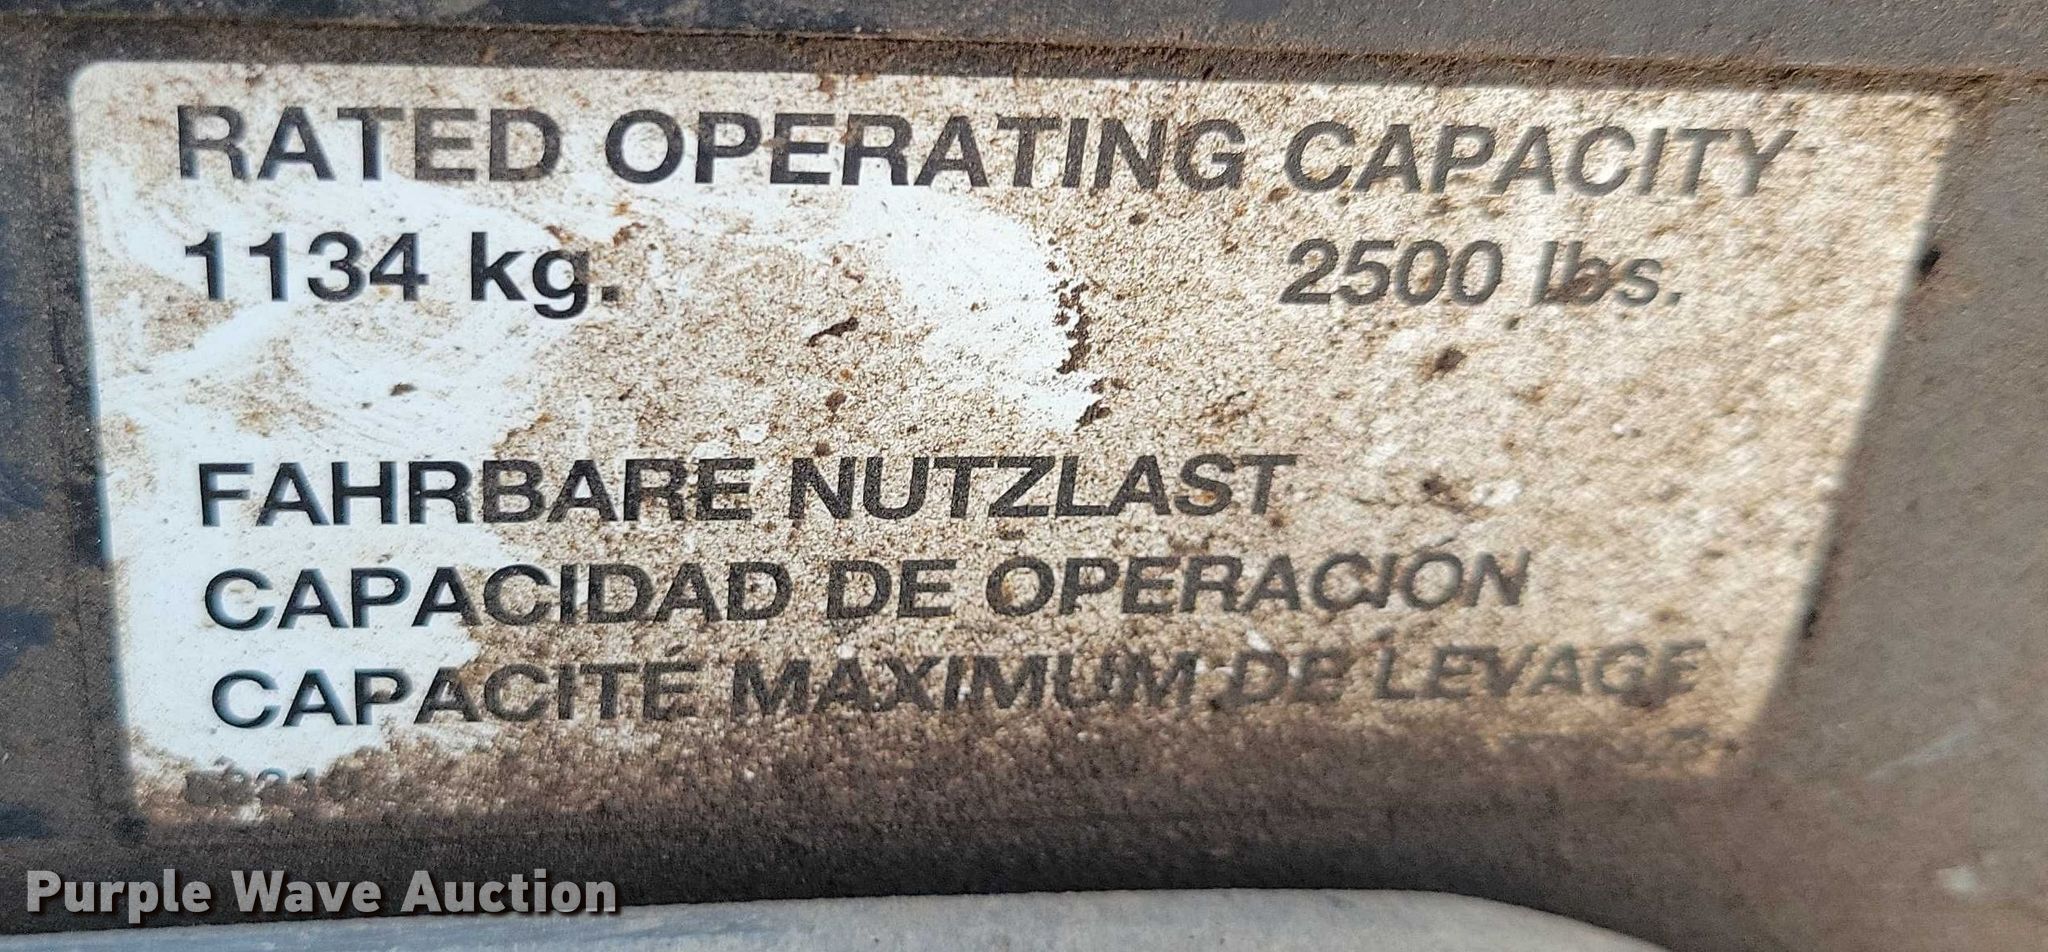 RATED OPERATING CAPACITY
1134 kg. 2500 lbs.
FAHRBARE NUTZLAST
CAPACIDAD DE OPERACIÓN
CAPACITÉ MAXIMUM DE LEVAGE
Purple Wave Auction